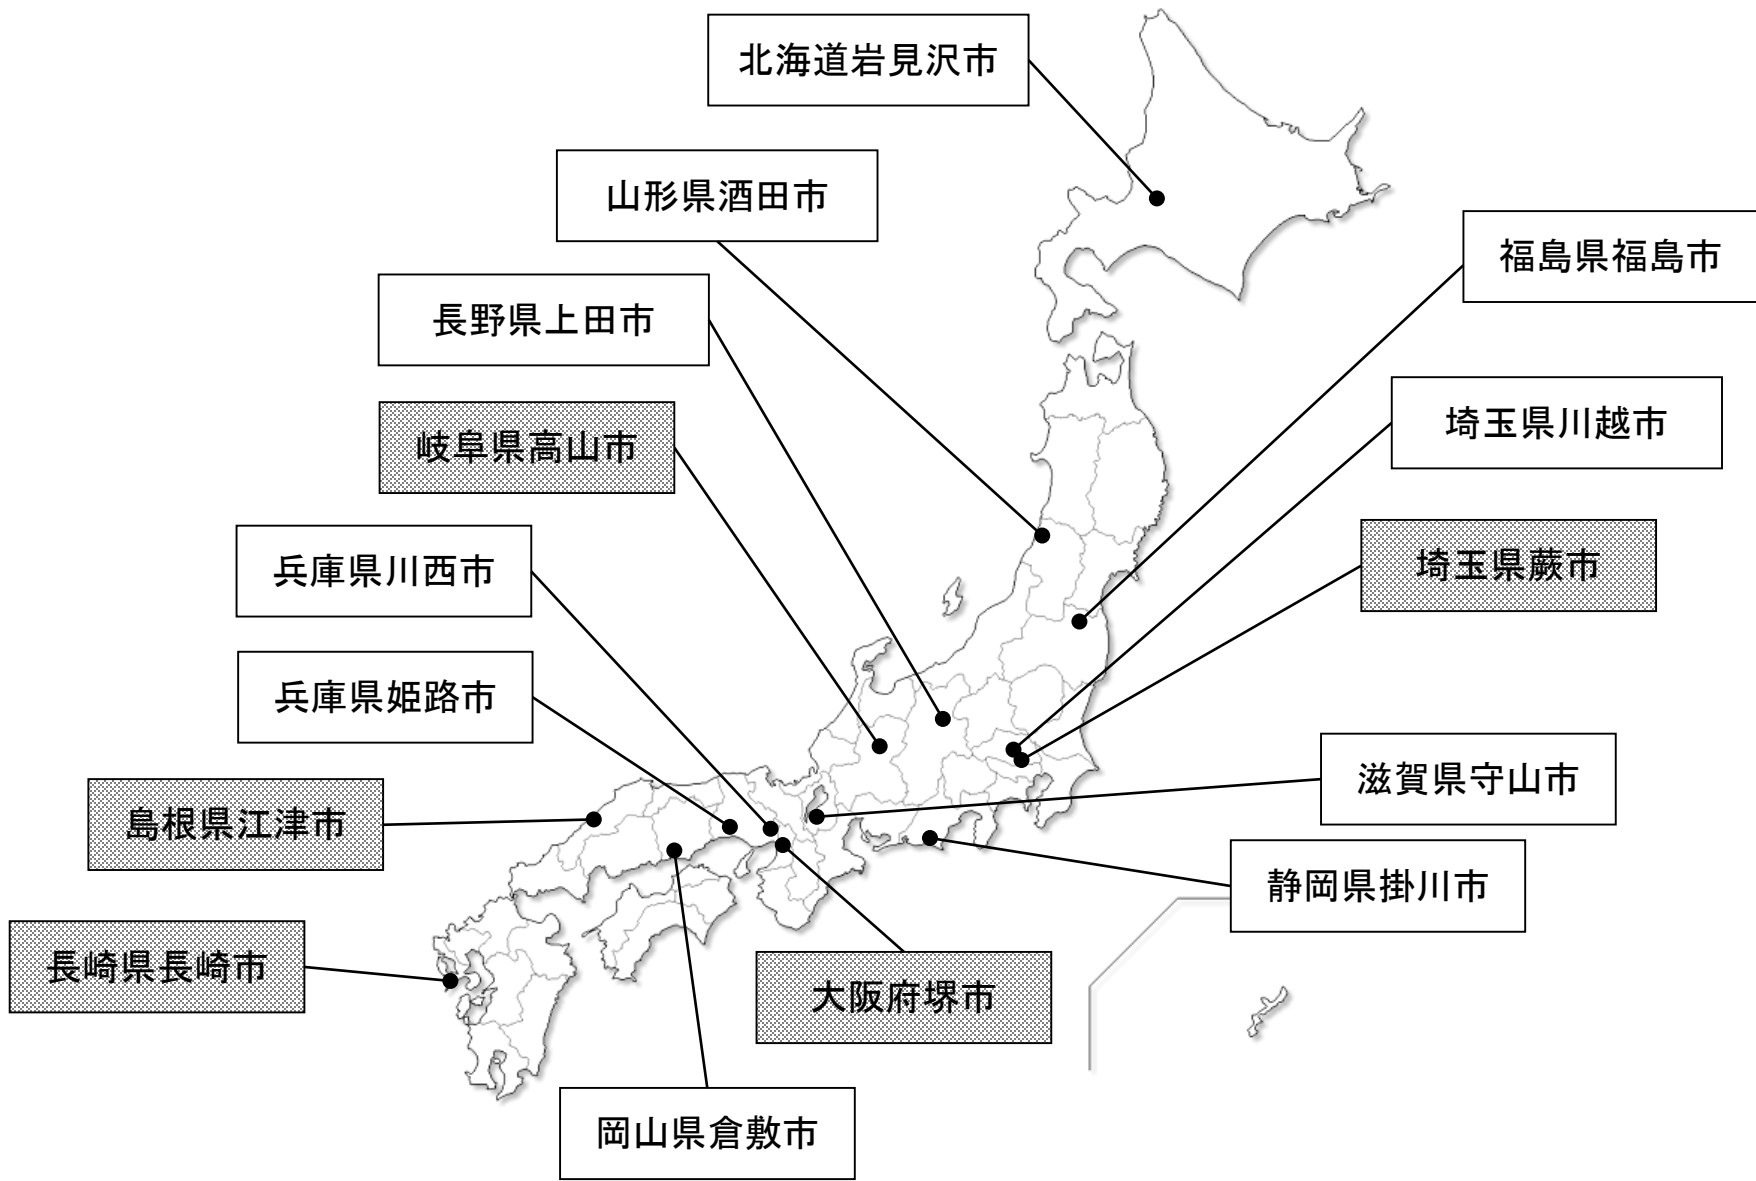 北海道岩見沢市
山形県酒田市
福島県福島市
長野県上田市
埼玉県川越市
岐阜県高山市
埼玉県蕨市
兵庫県川西市
兵庫県姫路市
滋賀県守山市
島根県江津市
静岡県掛川市
長崎県長崎市
大阪府堺市
岡山県倉敷市